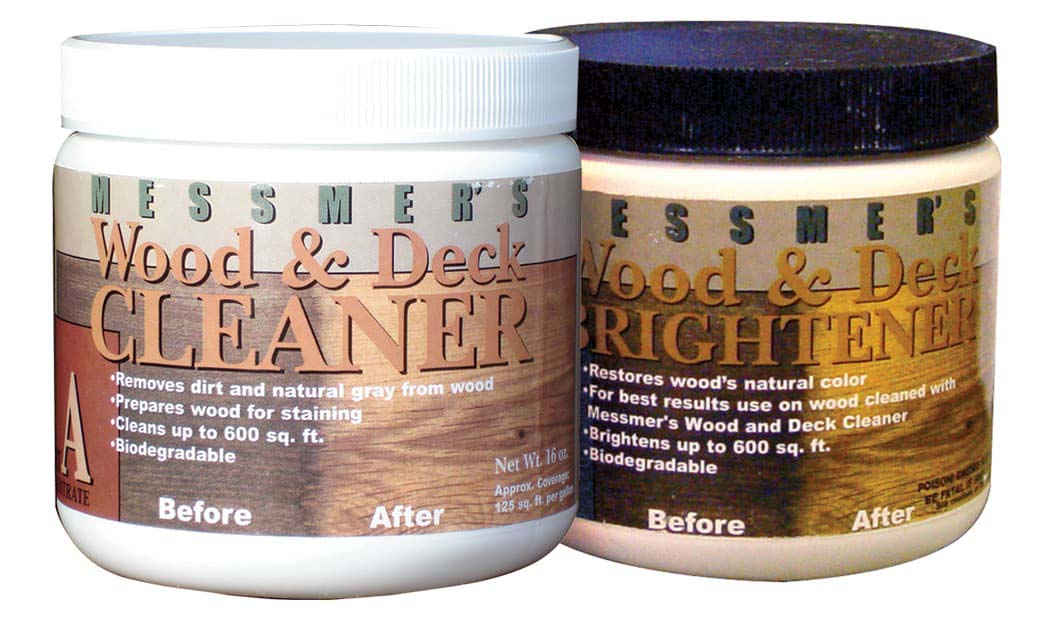 MESSMER'S
Wood & Deck
CLEANER
•Removes dirt and natural gray from wood
•Prepares wood for staining
•Cleans up to 600 sq. ft.
•Biodegradable
A
Net Wt. 16 oz.
Approx. Coverage:
125 sq. ft. per gallon
Before After
ESSMER'S
Wood & Deck
BRIGHTENER
•Restores wood's natural color
•For best results use on wood cleaned with
Messmer's Wood and Deck Cleaner
•Brightens up to 600 sq. ft.
•Biodegradable
POISON!
BE FATAL
Before After